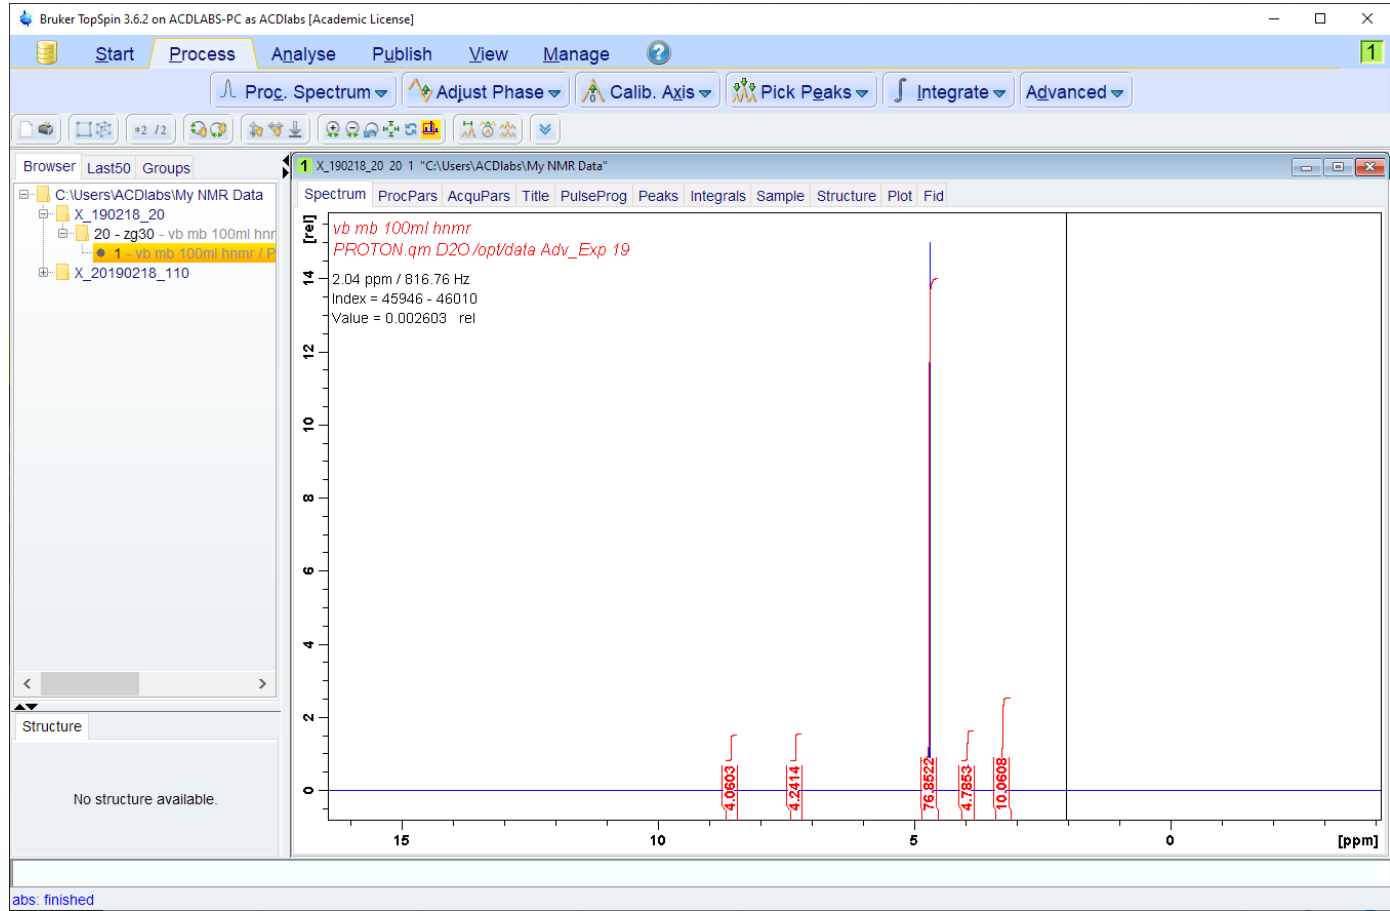 Bruker TopSpin 3.6.2 on ACDLABS-PC as ACDlabs [Academic License]
Start Process Analyse Publish View Manage ? 1
Proc. Spectrum Adjust Phase Calib. Axis Pick Peaks Integrate Advanced
*2 /2
Browser Last50 Groups
C:\Users\ACDlabs\My NMR Data
X_190218_20
20 - zg30 - vb mb 100ml hnr
1 - vb mb 100ml hnmr / P
X_20190218_110
Structure
No structure available.
1 X_190218_20 20 1 "C:\Users\ACDlabs\My NMR Data"
Spectrum ProcPars AcquPars Title PulseProg Peaks Integrals Sample Structure Plot Fid
[rel]
vb mb 100ml hnmr
PROTON.qm D2O /opt/data Adv_Exp 19
2.04 ppm / 816.76 Hz
Index = 45946 - 46010
Value = 0.002603 rel
14
12
10
8
6
4
2
0
4.0603 4.2414 76.8522 4.7853 10.0608
15 10 5 0 [ppm]
abs: finished